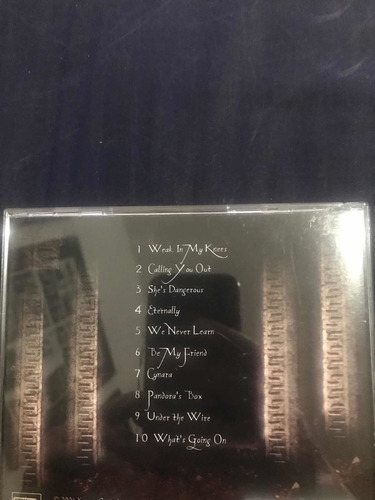 1 Weak In My Knees
2 Calling You Out
3 She's Dangerous
4 Eternally
5 We Never Learn
6 Be My Friend
7 Cynara
8 Pandora's Box
9 Under the Wire
10 What's Going On